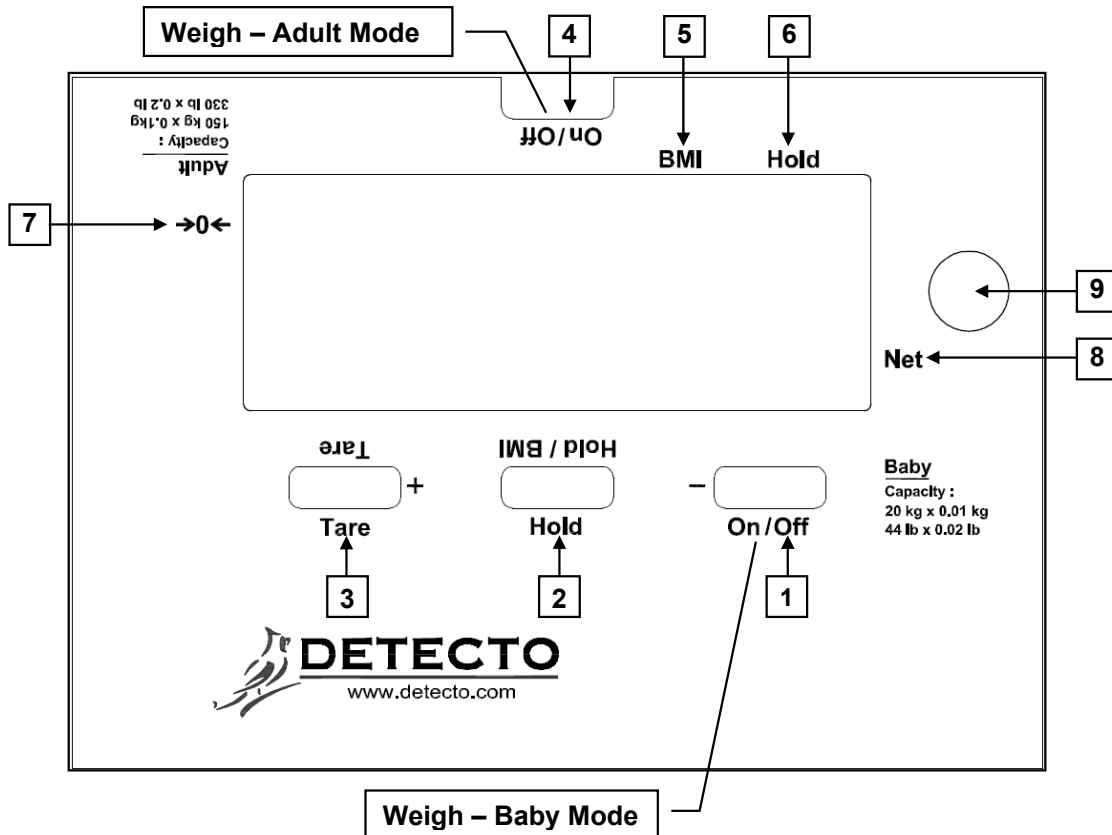 Weigh – Adult Mode
4
5
6
On/Off
BMI
Hold
Adult
Capacity :
150 kg x 0.1kg
330 lb x 0.2 lb
7
→0←
9
Net
8
Tare
Hold / BMI
+
–
Tare
Hold
On/Off
Baby
Capacity :
20 kg x 0.01 kg
44 lb x 0.02 lb
3
2
1
DETECTO
www.detecto.com
Weigh – Baby Mode